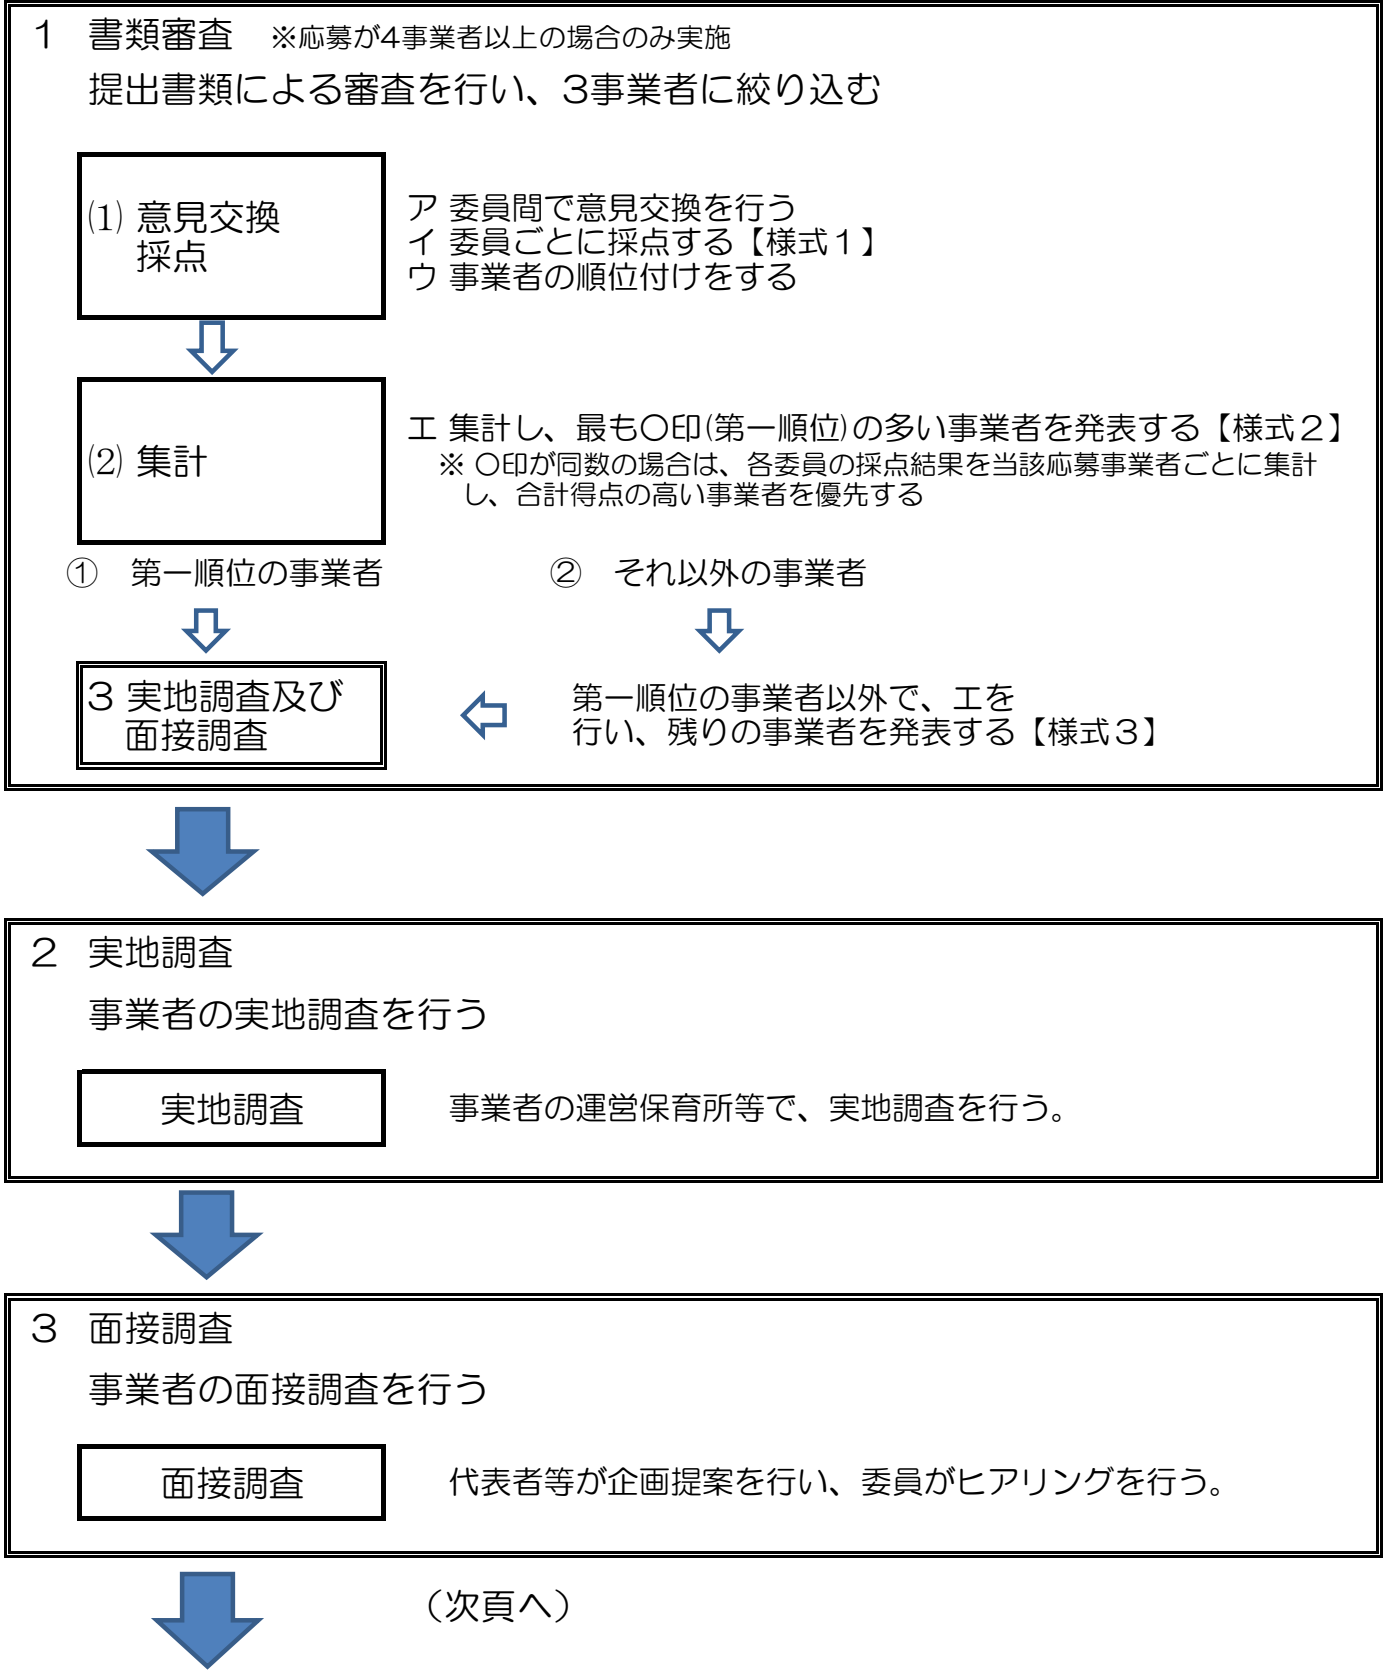 １　書類審査　※応募が4事業者以上の場合のみ実施
提出書類による審査を行い、3事業者に絞り込む
⑴ 意見交換
採点
ア 委員間で意見交換を行う
イ 委員ごとに採点する【様式１】
ウ 事業者の順位付けをする
⑵ 集計
エ 集計し、最も〇印(第一順位)の多い事業者を発表する【様式２】
※ 〇印が同数の場合は、各委員の採点結果を当該応募事業者ごとに集計
し、合計得点の高い事業者を優先する
①　第一順位の事業者
②　それ以外の事業者
３ 実地調査及び
面接調査
第一順位の事業者以外で、エを
行い、残りの事業者を発表する【様式３】
２　実地調査
事業者の実地調査を行う
実地調査
事業者の運営保育所等で、実地調査を行う。
３　面接調査
事業者の面接調査を行う
面接調査
代表者等が企画提案を行い、委員がヒアリングを行う。
（次頁へ）